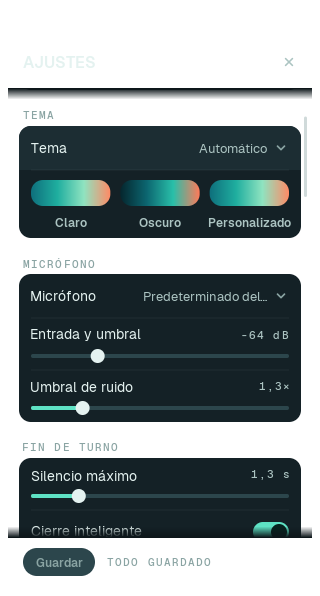 AJUSTES ×
TEMA
Tema Automático
Claro Oscuro Personalizado
MICRÓFONO
Micrófono Predeterminado del…
Entrada y umbral -64 dB
Umbral de ruido 1,3×
FIN DE TURNO
Silencio máximo 1,3 s
Cierre inteligente
Guardar TODO GUARDADO